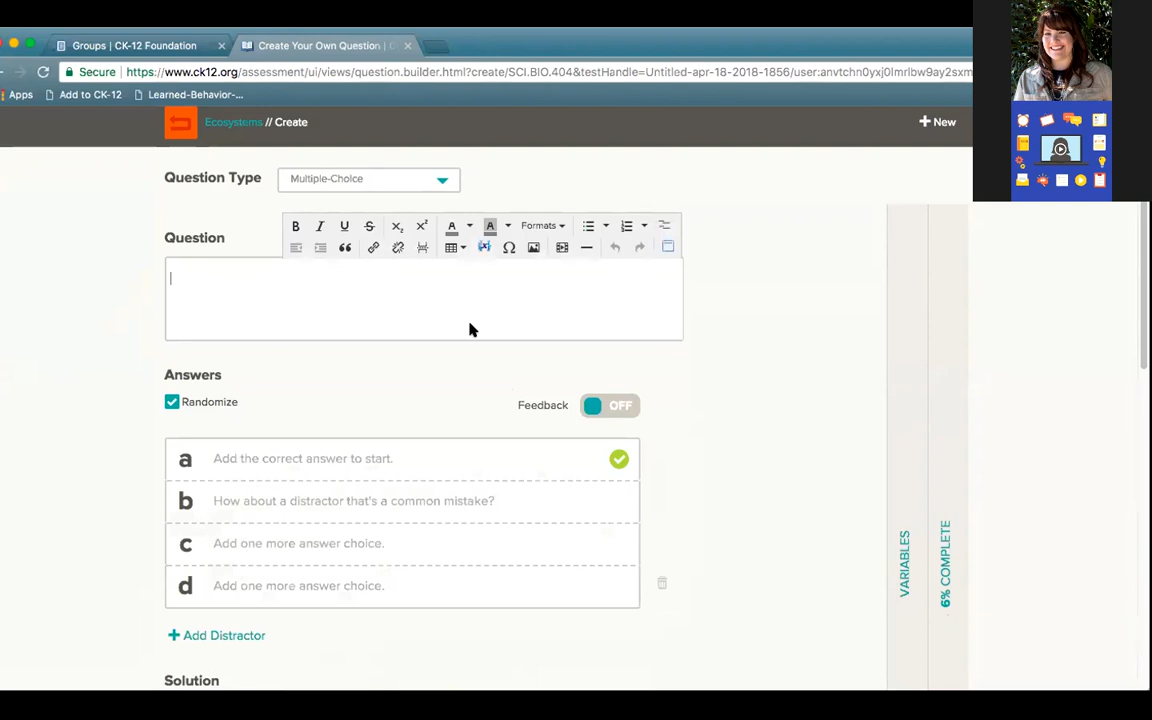 Groups | CK-12 Foundation
Create Your Own Question |
Secure
https://www.ck12.org/assessment/ui/views/question.builder.html?create/SCI.BIO.404&testHandle=Untitled-apr-18-2018-1856/user:anvtchn0yxj0lmrlbw9ay2sxm
Apps
Add to CK-12
Learned-Behavior-...
Ecosystems // Create
+ New
Question Type
Multiple-Choice
B I U S X₂ X² A A Formats
Question
Answers
Randomize
Feedback
OFF
a Add the correct answer to start.
b How about a distractor that's a common mistake?
c Add one more answer choice.
d Add one more answer choice.
+ Add Distractor
Solution
VARIABLES
6% COMPLETE